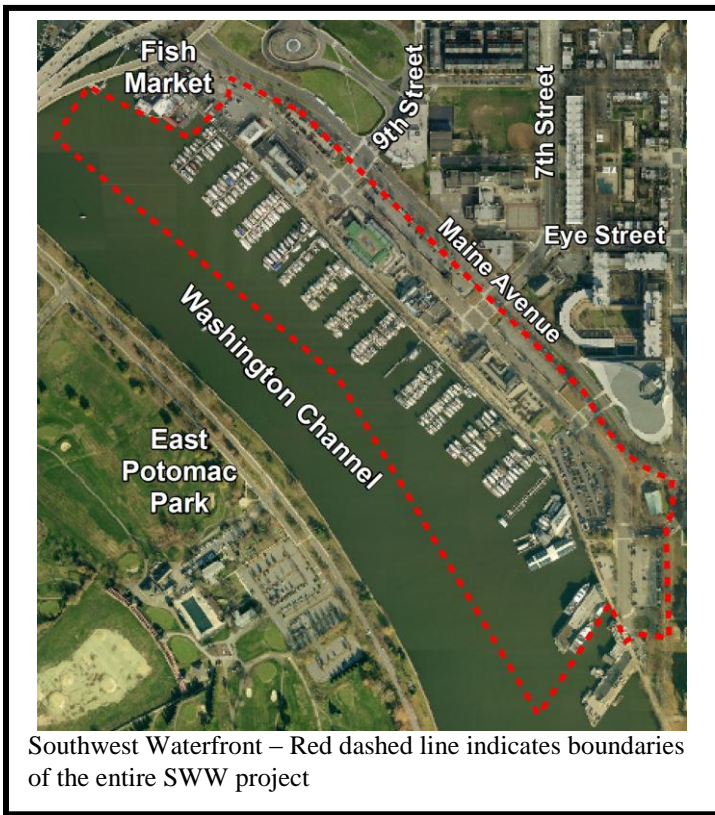 Fish
Market
9th Street
7th Street
Eye Street
Maine Avenue
Washington Channel
East
Potomac
Park
Southwest Waterfront – Red dashed line indicates boundaries
of the entire SWW project